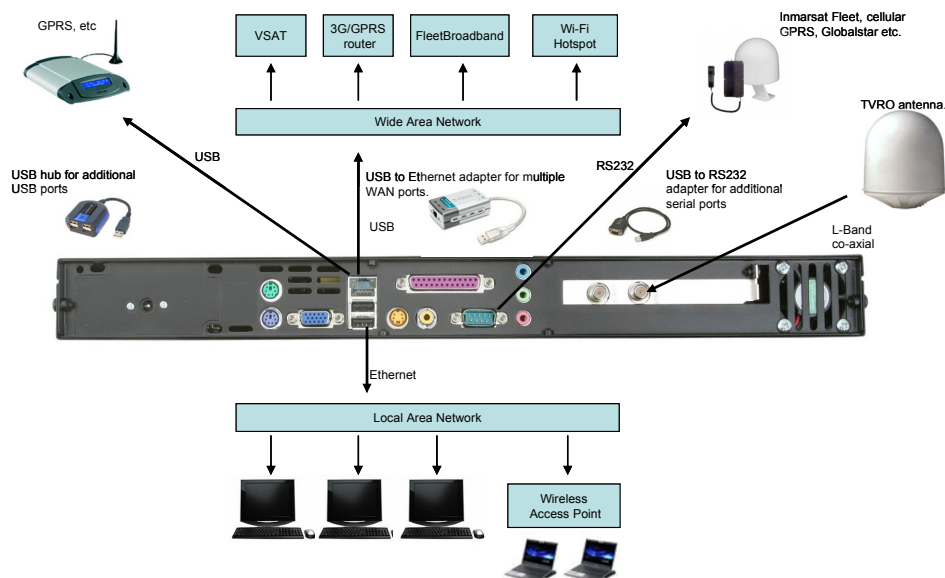 GPRS, etc
VSAT
3G/GPRS
router
FleetBroadband
Wi-Fi
Hotspot
Inmarsat Fleet, cellular
GPRS, Globalstar etc.
Wide Area Network
TVRO antenna.
USB
RS232
USB hub for additional
USB ports
USB to Ethernet adapter for multiple
WAN ports.
USB
USB to RS232
adapter for additional
serial ports
L-Band
co-axial
Ethernet
Local Area Network
Wireless
Access Point